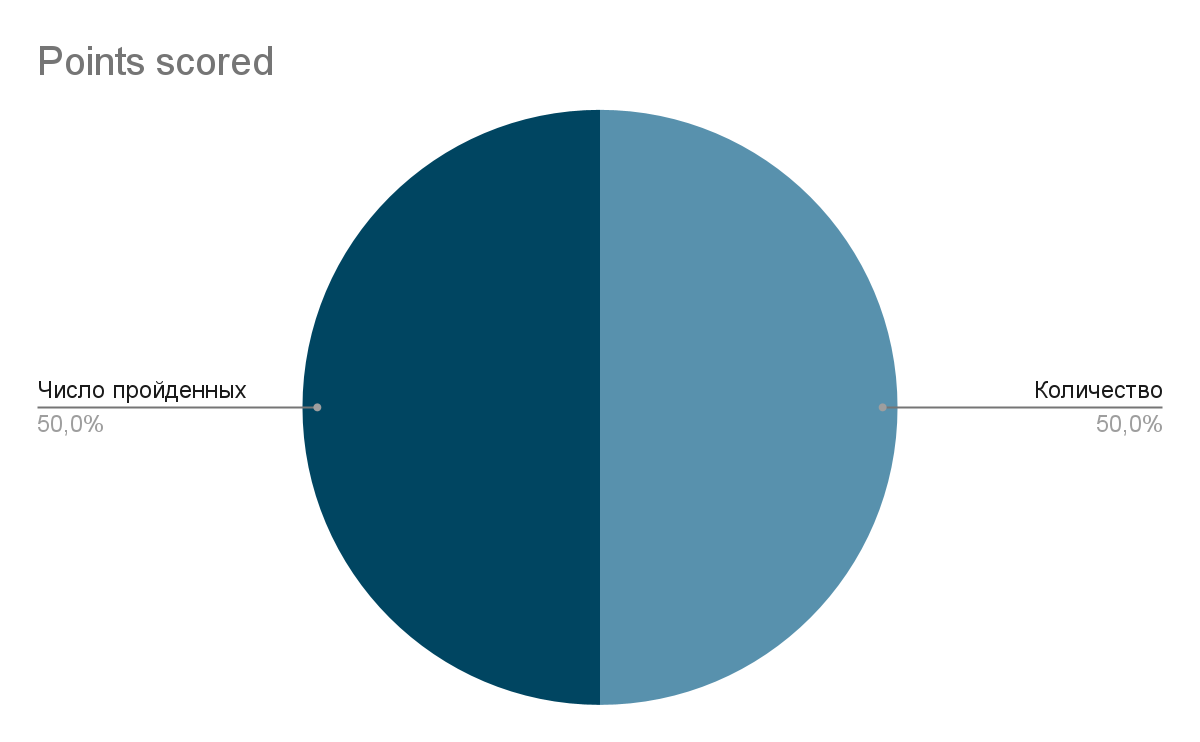 Points scored
Число пройденных
50,0%
Количество
50,0%